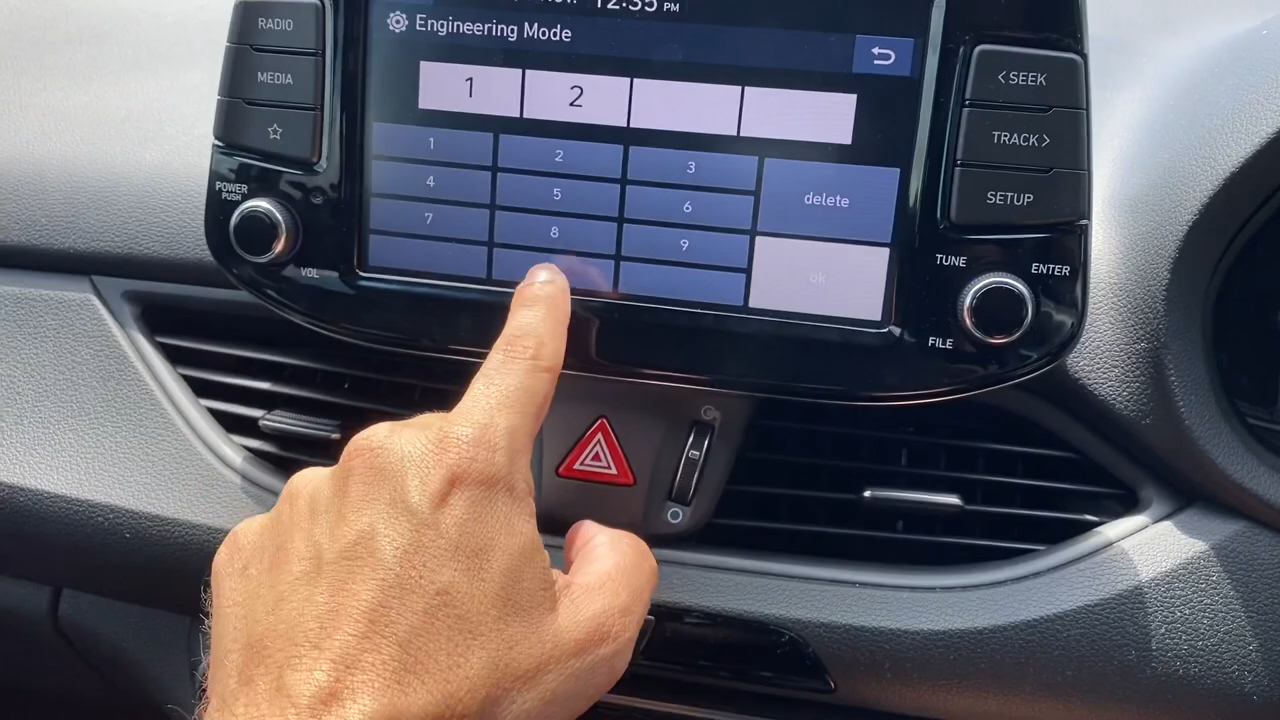 12:35 PM
Engineering Mode
1 2
1 2 3
4 5 6
7 8 9
delete
ok
RADIO
MEDIA
POWER
PUSH
VOL
< SEEK
TRACK >
SETUP
TUNE
ENTER
FILE